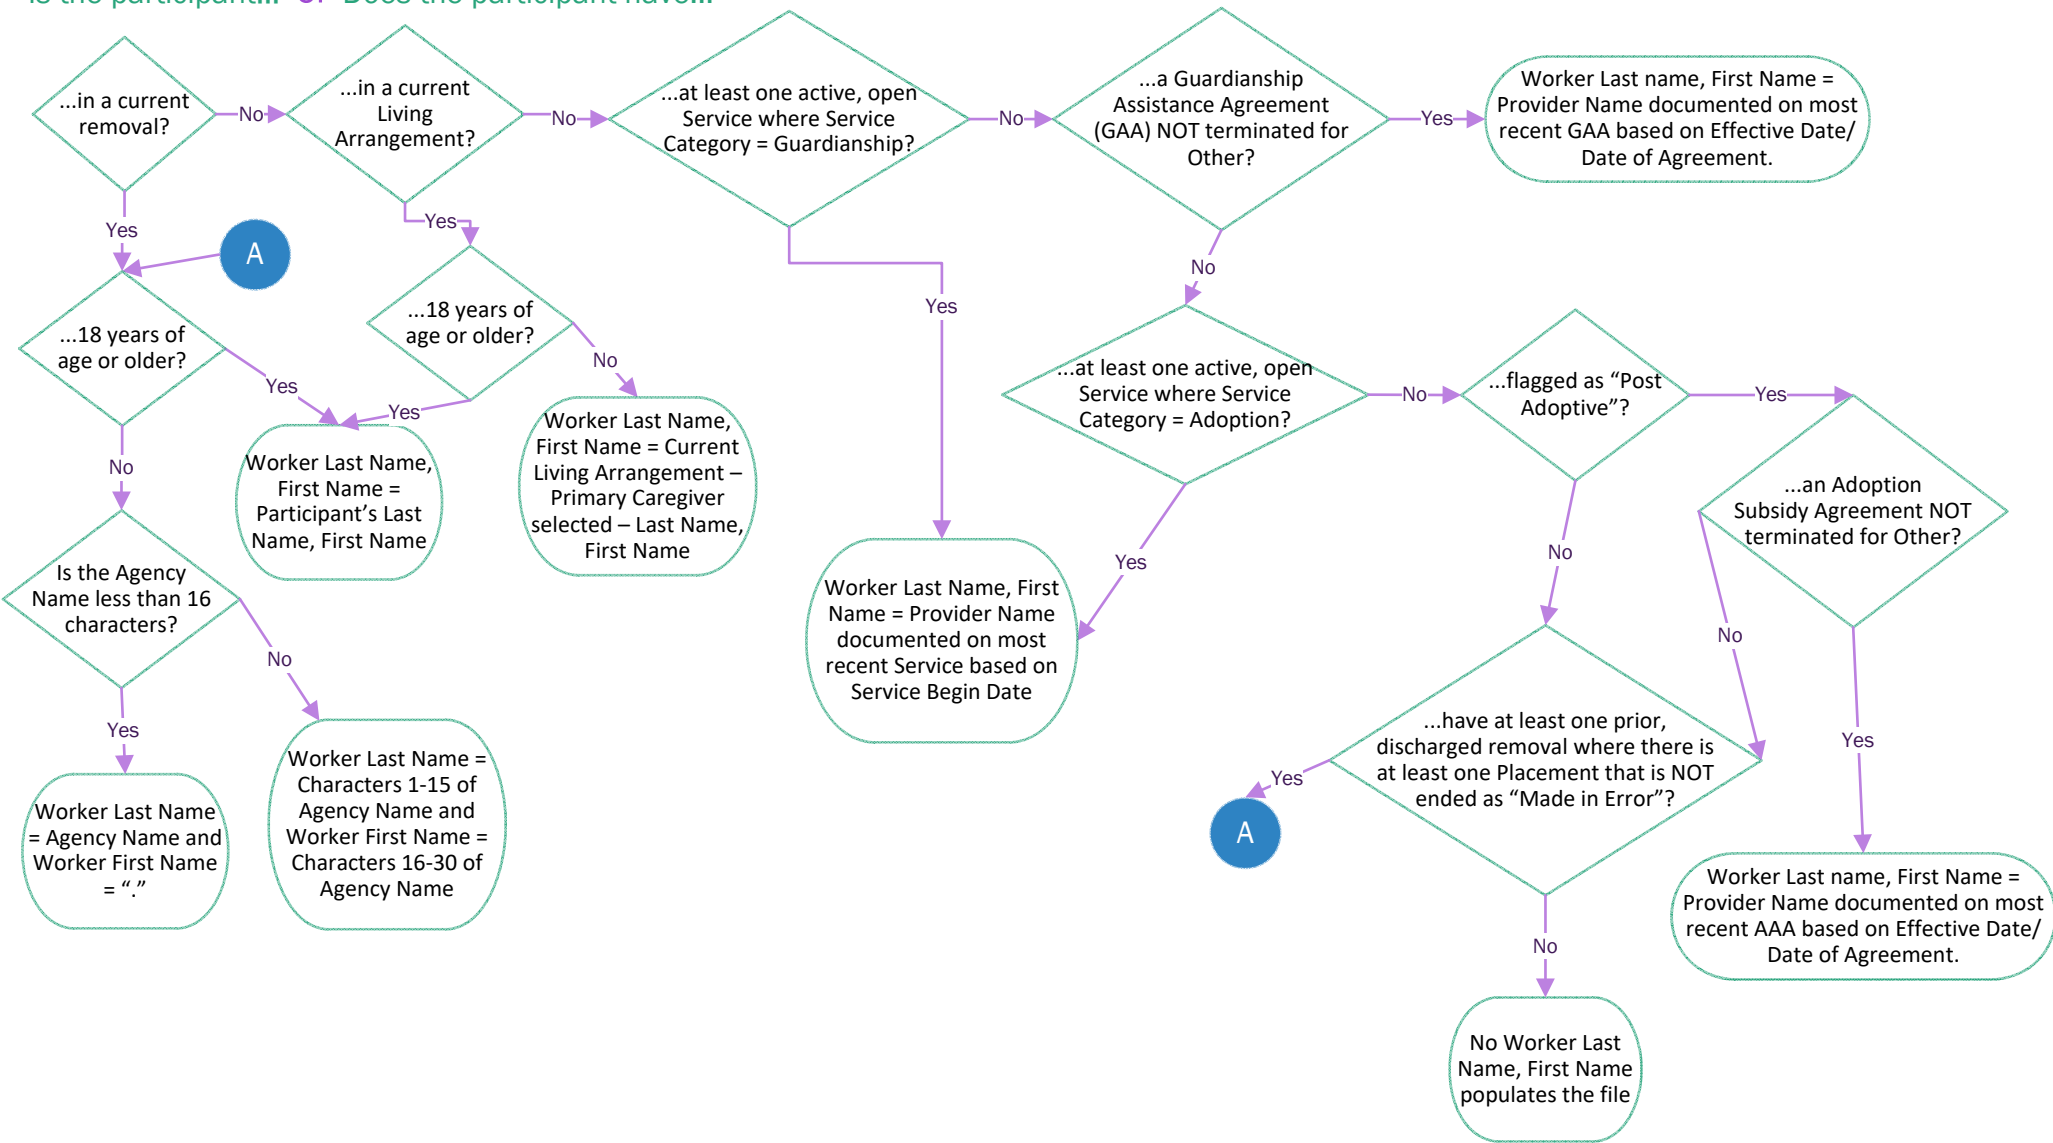 Is the participant... or Does the participant have...
...in a current
removal?
No
...in a current
Living
Arrangement?
No
...at least one active, open
Service where Service
Category = Guardianship?
No
...a Guardianship
Assistance Agreement
(GAA) NOT terminated for
Other?
Yes
Worker Last name, First Name =
Provider Name documented on most
recent GAA based on Effective Date/
Date of Agreement.
Yes
A
Yes
Yes
No
...18 years of
age or older?
Yes
...18 years of
age or older?
No
Yes
No
Worker Last Name,
First Name =
Participant’s Last
Name, First Name
Worker Last Name,
First Name = Current
Living Arrangement –
Primary Caregiver
selected – Last Name,
First Name
...at least one active, open
Service where Service
Category = Adoption?
No
...flagged as “Post
Adoptive”?
Yes
...an Adoption
Subsidy Agreement NOT
terminated for Other?
Yes
No
No
Yes
Is the Agency
Name less than 16
characters?
No
Yes
Worker Last Name
= Agency Name and
Worker First Name
= “.”
Worker Last Name =
Characters 1-15 of
Agency Name and
Worker First Name =
Characters 16-30 of
Agency Name
Worker Last Name, First
Name = Provider Name
documented on most
recent Service based on
Service Begin Date
...have at least one prior,
discharged removal where there is
at least one Placement that is NOT
ended as “Made in Error”?
Yes
A
No
Worker Last name, First Name =
Provider Name documented on most
recent AAA based on Effective Date/
Date of Agreement.
No Worker Last
Name, First Name
populates the file